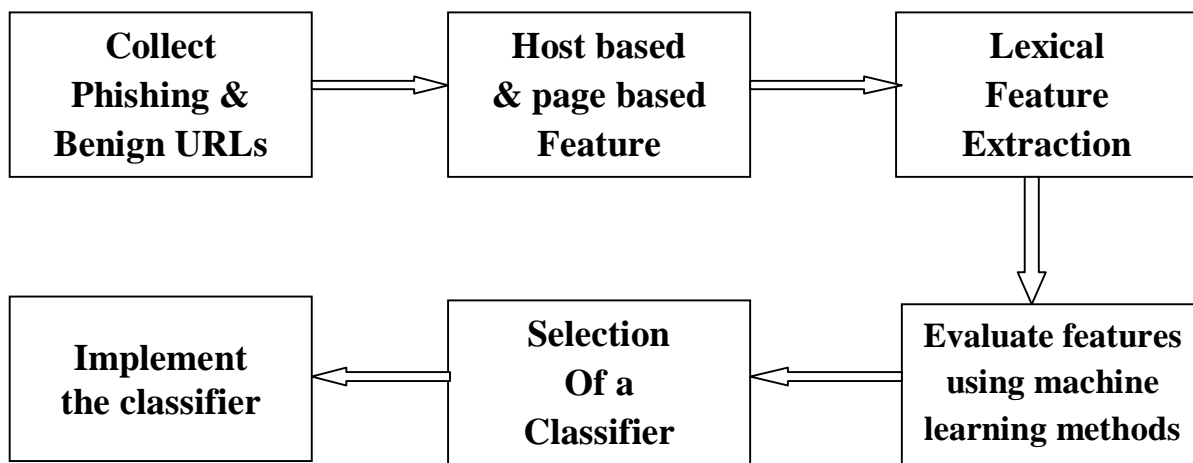 Collect
Phishing &
Benign URLs
Host based
& page based
Feature
Lexical
Feature
Extraction
Evaluate features
using machine
learning methods
Selection
Of a
Classifier
Implement
the classifier